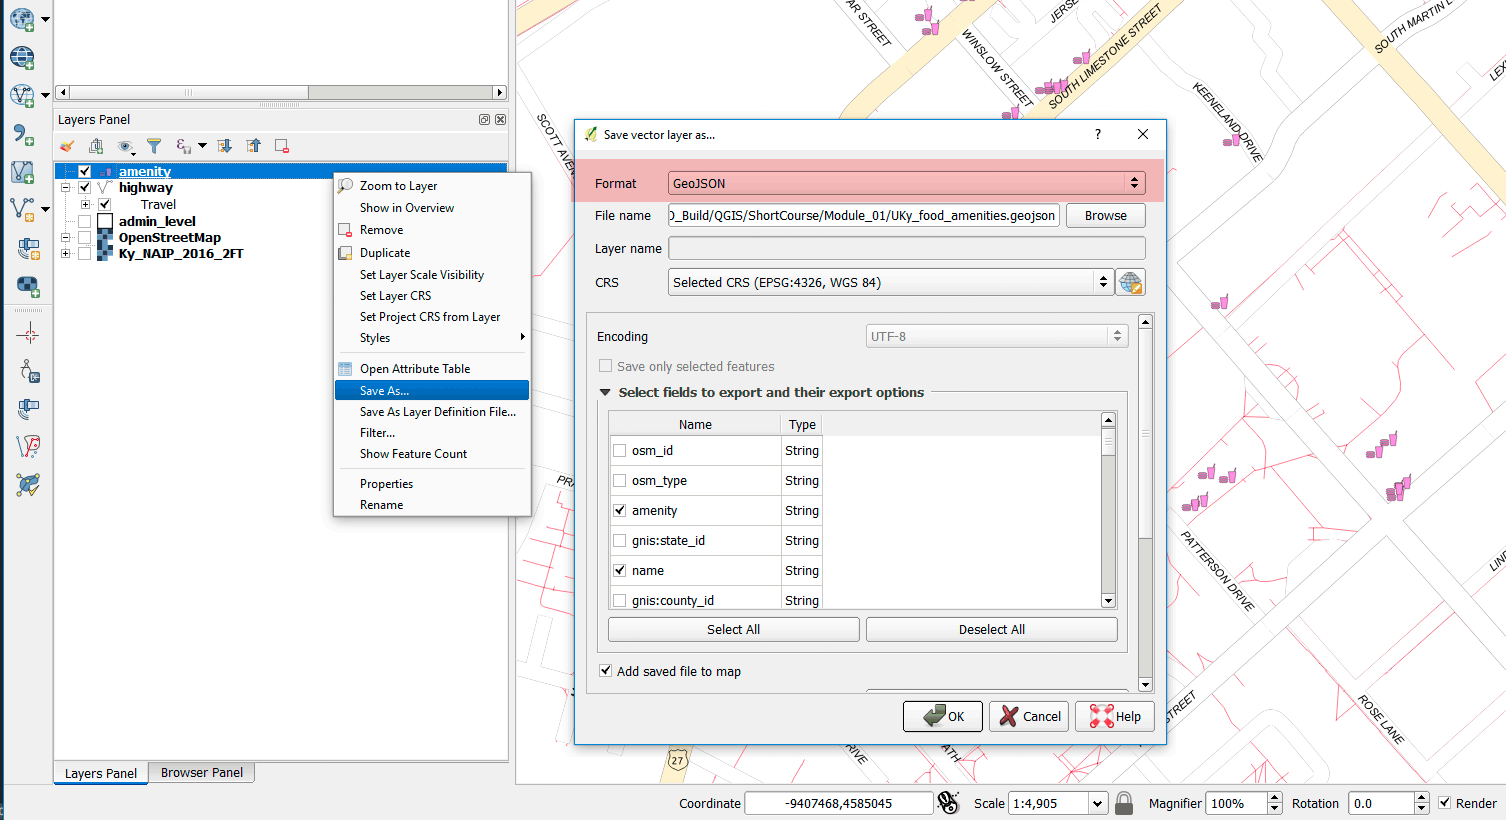 Layers Panel
amenity
highway
Travel
admin_level
OpenStreetMap
Ky_NAIP_2016_2FT
Zoom to Layer
Show in Overview
Remove
Duplicate
Set Layer Scale Visibility
Set Layer CRS
Set Project CRS from Layer
Styles
Open Attribute Table
Save As...
Save As Layer Definition File...
Filter...
Show Feature Count
Properties
Rename
Save vector layer as...
?
Format GeoJSON
File name D_Build/QGIS/ShortCourse/Module_01/UKy_food_amenities.geojson Browse
Layer name
CRS Selected CRS (EPSG:4326, WGS 84)
Encoding UTF-8
Save only selected features
Select fields to export and their export options
Name Type
osm_id String
osm_type String
amenity String
gnis:state_id String
name String
gnis:county_id String
Select All Deselect All
Add saved file to map
OK Cancel Help
AR STREET
JERSE
WINSLOW STREET
SOUTH LIMESTONE STREET
SOUTH MARTIN L
LEX
KEENELAND DRIVE
SCOTT AVEN
PR
PATTERSON DRIVE
LIND
ROSE LANE
STREET
RIVE
ATH
27
Layers Panel Browser Panel
Coordinate -9407468,4585045 Scale 1:4,905 Magnifier 100% Rotation 0.0 Render